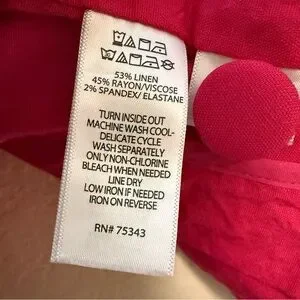 53% LINEN
45% RAYON/VISCOSE
2% SPANDEX/ ELASTANE
TURN INSIDE OUT
MACHINE WASH COOL-
DELICATE CYCLE
WASH SEPARATELY
ONLY NON-CHLORINE
BLEACH WHEN NEEDED
LINE DRY
LOW IRON IF NEEDED
IRON ON REVERSE
RN# 75343